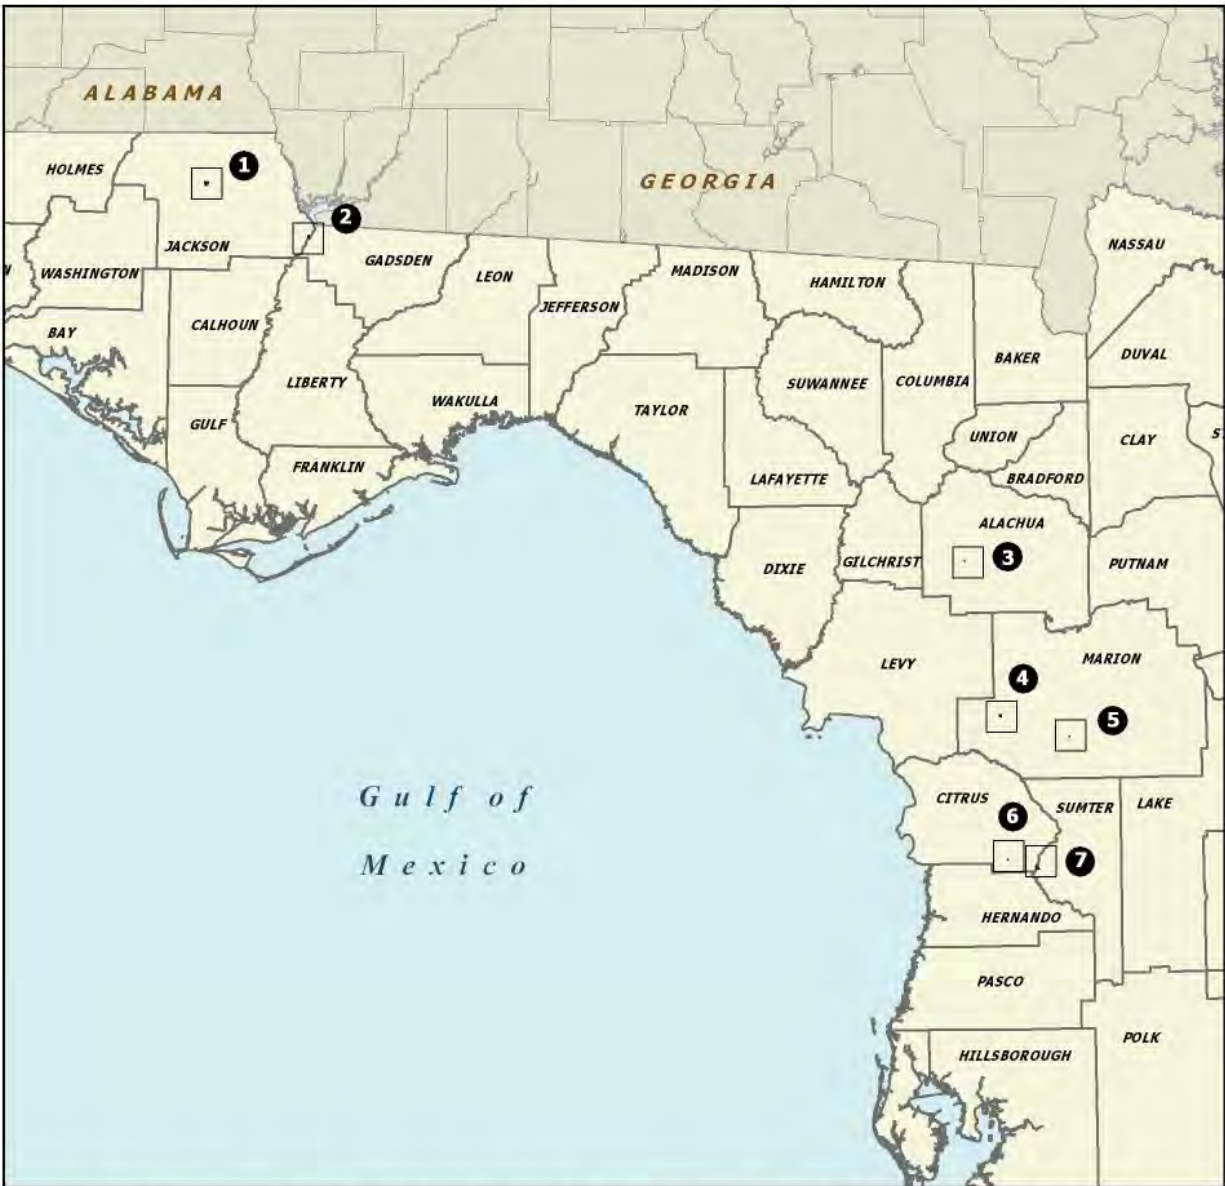 ALABAMA
GEORGIA
HOLMES
1
2
JACKSON
WASHINGTON
N
GADSDEN
LEON
MADISON
HAMILTON
NASSAU
JEFFERSON
BAY
CALHOUN
BAKER
DUVAL
LIBERTY
SUWANNEE
COLUMBIA
WAKULLA
TAYLOR
GULF
UNION
CLAY
S
FRANKLIN
LAFAYETTE
BRADFORD
ALACHUA
3
DIXIE
GILCHRIST
PUTNAM
LEVY
MARION
4
5
Gulf of
Mexico
CITRUS
SUMTER
LAKE
6
7
HERNANDO
PASCO
POLK
HILLSBOROUGH